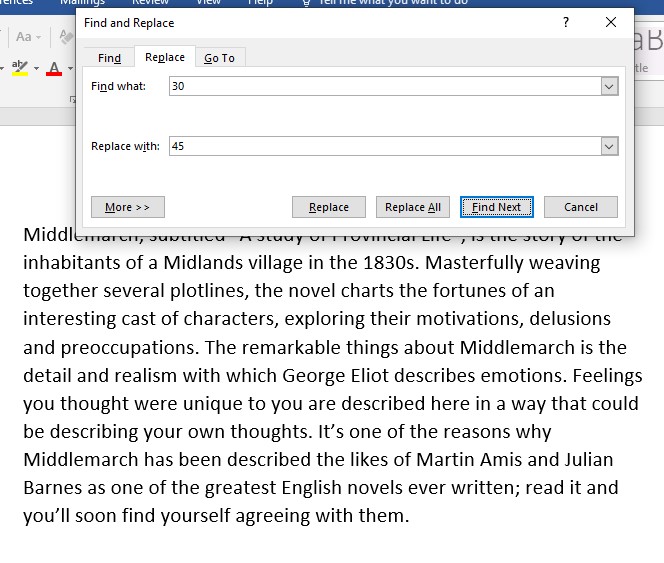 Mailings Review View Help Tell me what you want to do
Find and Replace ? ×
Aa
Find Replace Go To
aby A
Find what: 30
Replace with: 45
More >> Replace Replace All Find Next Cancel
Middlemarch, subtitled "A study of Provincial Life", is the story of the
inhabitants of a Midlands village in the 1830s. Masterfully weaving
together several plotlines, the novel charts the fortunes of an
interesting cast of characters, exploring their motivations, delusions
and preoccupations. The remarkable things about Middlemarch is the
detail and realism with which George Eliot describes emotions. Feelings
you thought were unique to you are described here in a way that could
be describing your own thoughts. It’s one of the reasons why
Middlemarch has been described the likes of Martin Amis and Julian
Barnes as one of the greatest English novels ever written; read it and
you’ll soon find yourself agreeing with them.